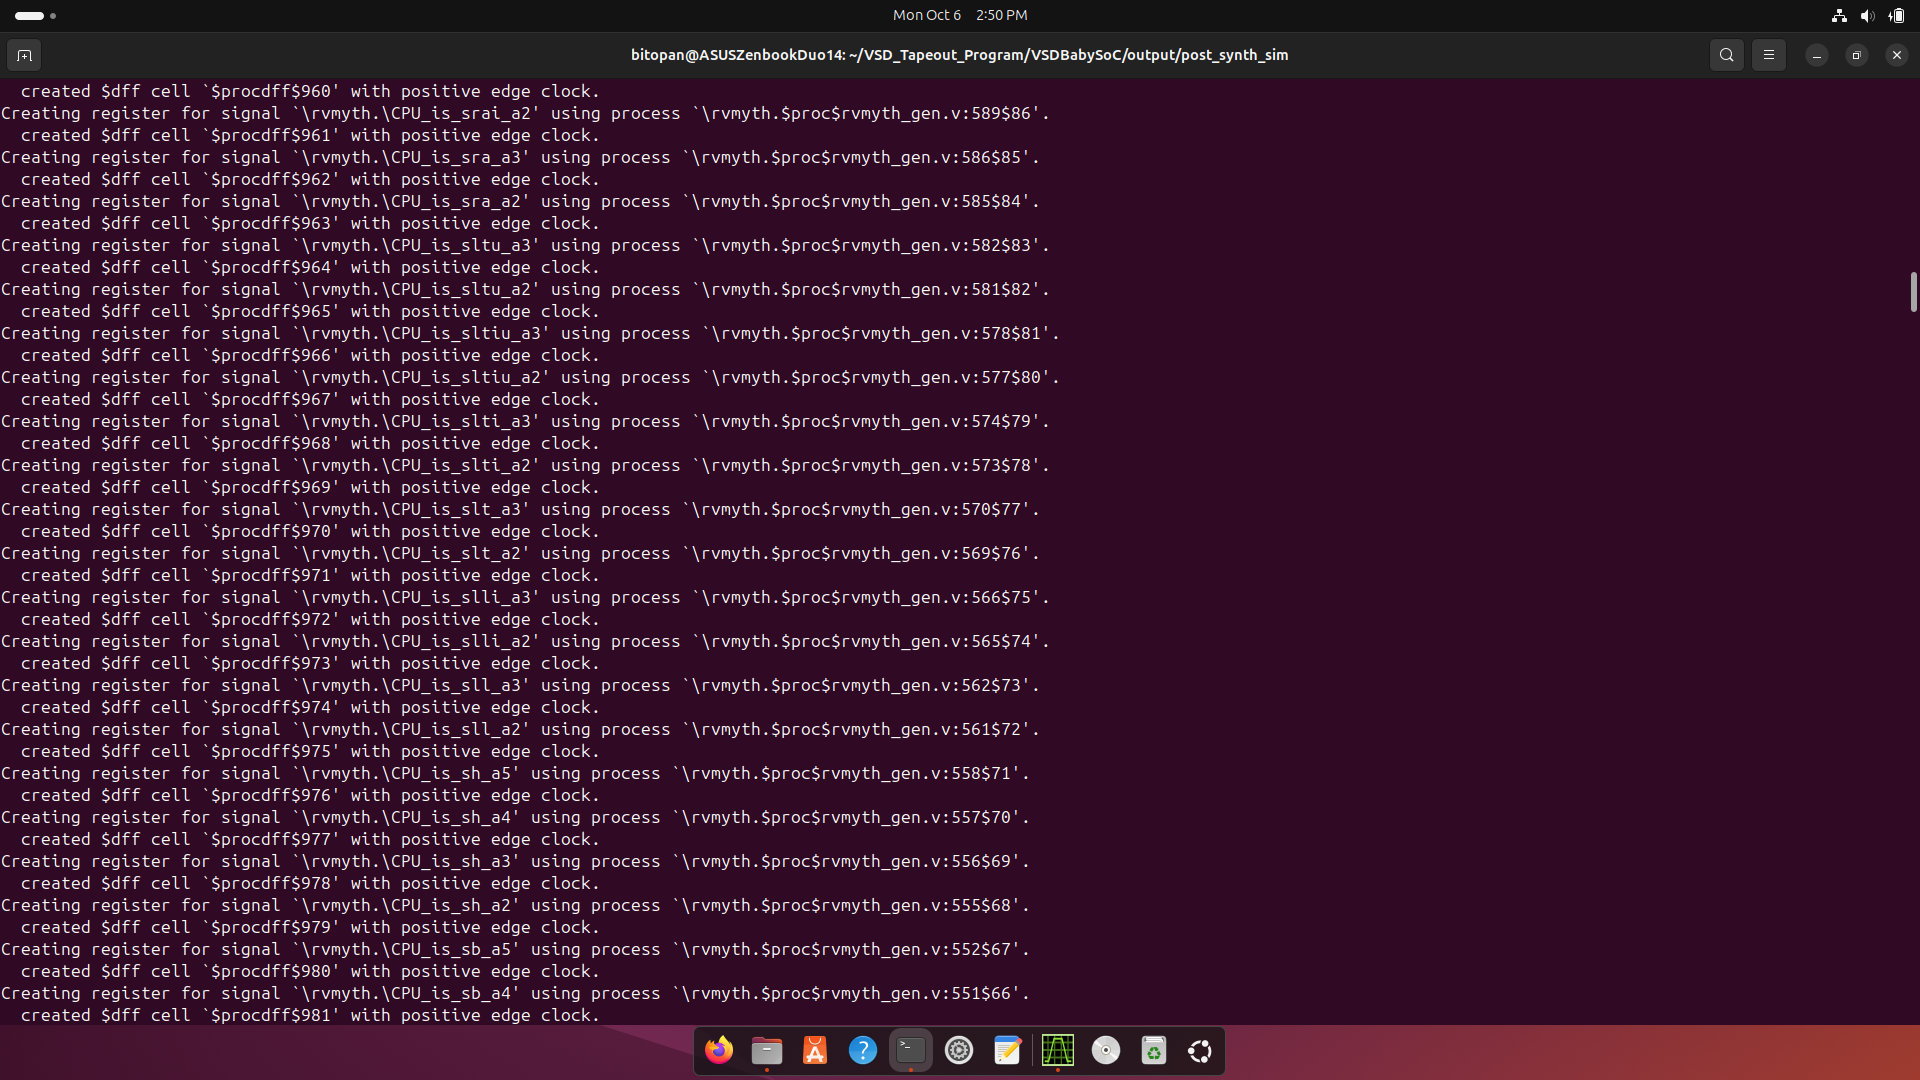 Mon Oct 6 2:50 PM
bitopan@ASUSZenbookDuo14: ~/VSD_Tapeout_Program/VSDBabySoC/output/post_synth_sim
  created $dff cell `$procdff$960' with positive edge clock.
Creating register for signal `\rvmyth.\CPU_is_srai_a2' using process `\rvmyth.$proc$rvmyth_gen.v:589$86'.
  created $dff cell `$procdff$961' with positive edge clock.
Creating register for signal `\rvmyth.\CPU_is_sra_a3' using process `\rvmyth.$proc$rvmyth_gen.v:586$85'.
  created $dff cell `$procdff$962' with positive edge clock.
Creating register for signal `\rvmyth.\CPU_is_sra_a2' using process `\rvmyth.$proc$rvmyth_gen.v:585$84'.
  created $dff cell `$procdff$963' with positive edge clock.
Creating register for signal `\rvmyth.\CPU_is_sltu_a3' using process `\rvmyth.$proc$rvmyth_gen.v:582$83'.
  created $dff cell `$procdff$964' with positive edge clock.
Creating register for signal `\rvmyth.\CPU_is_sltu_a2' using process `\rvmyth.$proc$rvmyth_gen.v:581$82'.
  created $dff cell `$procdff$965' with positive edge clock.
Creating register for signal `\rvmyth.\CPU_is_sltiu_a3' using process `\rvmyth.$proc$rvmyth_gen.v:578$81'.
  created $dff cell `$procdff$966' with positive edge clock.
Creating register for signal `\rvmyth.\CPU_is_sltiu_a2' using process `\rvmyth.$proc$rvmyth_gen.v:577$80'.
  created $dff cell `$procdff$967' with positive edge clock.
Creating register for signal `\rvmyth.\CPU_is_slti_a3' using process `\rvmyth.$proc$rvmyth_gen.v:574$79'.
  created $dff cell `$procdff$968' with positive edge clock.
Creating register for signal `\rvmyth.\CPU_is_slti_a2' using process `\rvmyth.$proc$rvmyth_gen.v:573$78'.
  created $dff cell `$procdff$969' with positive edge clock.
Creating register for signal `\rvmyth.\CPU_is_slt_a3' using process `\rvmyth.$proc$rvmyth_gen.v:570$77'.
  created $dff cell `$procdff$970' with positive edge clock.
Creating register for signal `\rvmyth.\CPU_is_slt_a2' using process `\rvmyth.$proc$rvmyth_gen.v:569$76'.
  created $dff cell `$procdff$971' with positive edge clock.
Creating register for signal `\rvmyth.\CPU_is_slli_a3' using process `\rvmyth.$proc$rvmyth_gen.v:566$75'.
  created $dff cell `$procdff$972' with positive edge clock.
Creating register for signal `\rvmyth.\CPU_is_slli_a2' using process `\rvmyth.$proc$rvmyth_gen.v:565$74'.
  created $dff cell `$procdff$973' with positive edge clock.
Creating register for signal `\rvmyth.\CPU_is_sll_a3' using process `\rvmyth.$proc$rvmyth_gen.v:562$73'.
  created $dff cell `$procdff$974' with positive edge clock.
Creating register for signal `\rvmyth.\CPU_is_sll_a2' using process `\rvmyth.$proc$rvmyth_gen.v:561$72'.
  created $dff cell `$procdff$975' with positive edge clock.
Creating register for signal `\rvmyth.\CPU_is_sh_a5' using process `\rvmyth.$proc$rvmyth_gen.v:558$71'.
  created $dff cell `$procdff$976' with positive edge clock.
Creating register for signal `\rvmyth.\CPU_is_sh_a4' using process `\rvmyth.$proc$rvmyth_gen.v:557$70'.
  created $dff cell `$procdff$977' with positive edge clock.
Creating register for signal `\rvmyth.\CPU_is_sh_a3' using process `\rvmyth.$proc$rvmyth_gen.v:556$69'.
  created $dff cell `$procdff$978' with positive edge clock.
Creating register for signal `\rvmyth.\CPU_is_sh_a2' using process `\rvmyth.$proc$rvmyth_gen.v:555$68'.
  created $dff cell `$procdff$979' with positive edge clock.
Creating register for signal `\rvmyth.\CPU_is_sb_a5' using process `\rvmyth.$proc$rvmyth_gen.v:552$67'.
  created $dff cell `$procdff$980' with positive edge clock.
Creating register for signal `\rvmyth.\CPU_is_sb_a4' using process `\rvmyth.$proc$rvmyth_gen.v:551$66'.
  created $dff cell `$procdff$981' with positive edge clock.